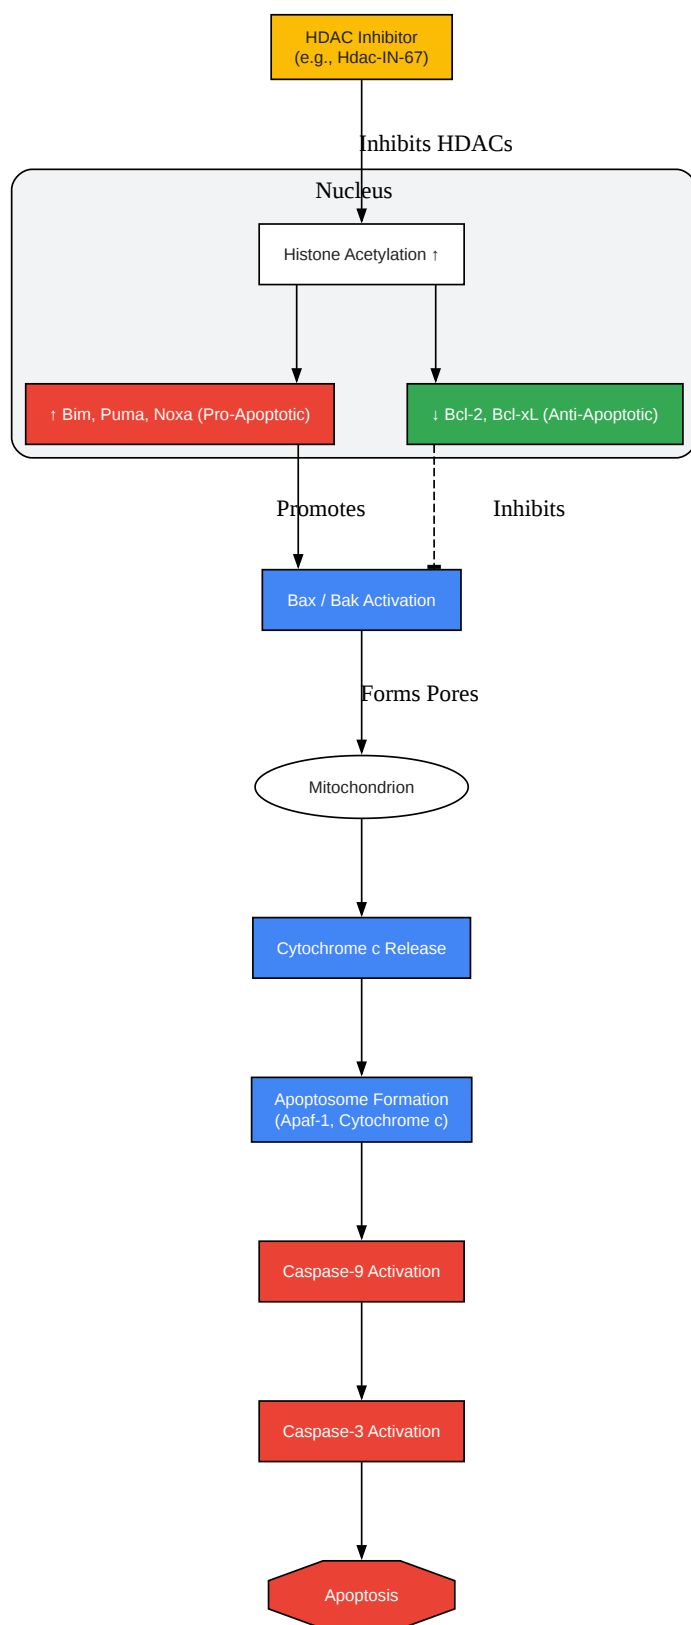 HDAC Inhibitor
(e.g., Hdac-IN-67)
Inhibits HDACs
Nucleus
Histone Acetylation ↑
↑ Bim, Puma, Noxa (Pro-Apoptotic)
↓ Bcl-2, Bcl-xL (Anti-Apoptotic)
Promotes
Inhibits
Bax / Bak Activation
Forms Pores
Mitochondrion
Cytochrome c Release
Apoptosome Formation
(Apaf-1, Cytochrome c)
Caspase-9 Activation
Caspase-3 Activation
Apoptosis